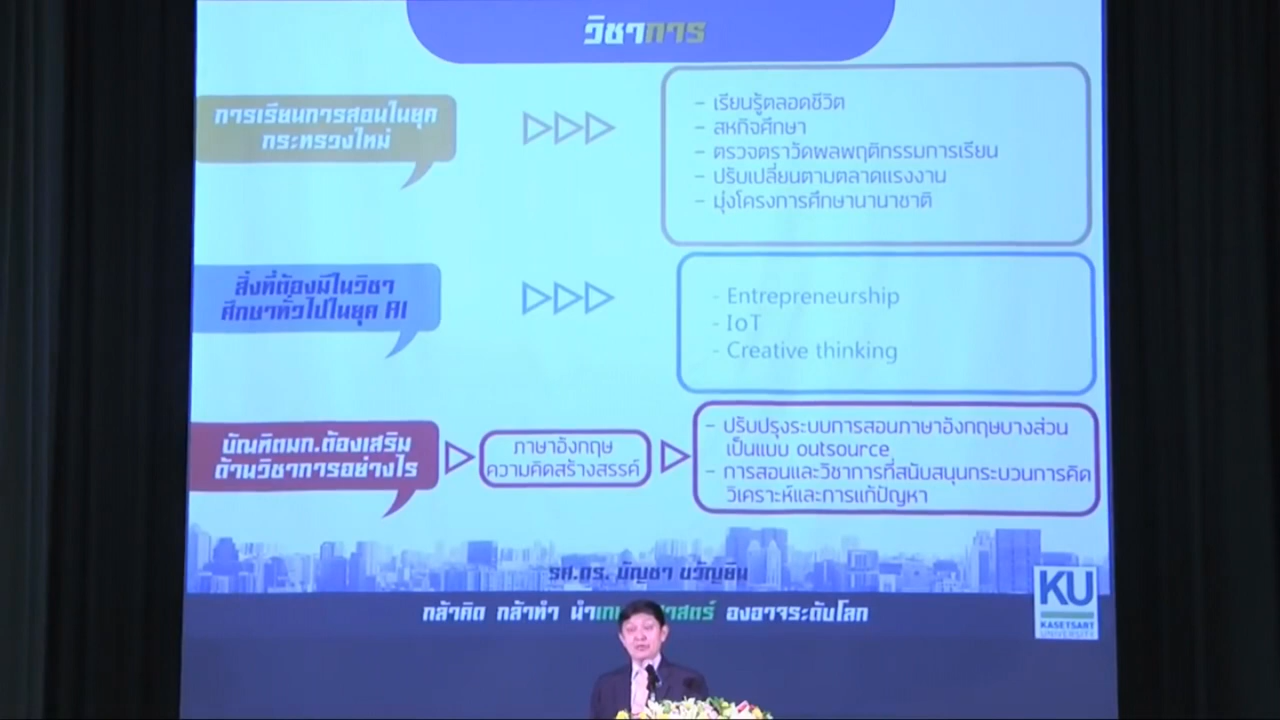 วิชาการ
การเรียนการสอนในยุค
กระทรวงใหม่
- เรียนรู้ตลอดชีวิต
- สหกิจศึกษา
- ตรวจตราวัดผลพฤติกรรมการเรียน
- ปรับเปลี่ยนตามตลาดแรงงาน
- มุ่งโครงการศึกษานานาชาติ
สิ่งที่ต้องมีในวิชา
ศึกษาทั่วไปในยุค AI
- Entrepreneurship
- IoT
- Creative thinking
บัณฑิตมก.ต้องเสริม
ด้านวิชาการอย่างไร
ภาษาอังกฤษ
ความคิดสร้างสรรค์
- ปรับปรุงระบบการสอนภาษาอังกฤษบางส่วน
เป็นแบบ outsource
- การสอนและวิชาการที่สนับสนุนกระบวนการคิด
วิเคราะห์และการแก้ปัญหา
รศ.ดร. บัญชา ขวัญยืน
กล้าคิด กล้าทำ นำ องอาจระดับโลก
KU
KASETSART
UNIVERSITY